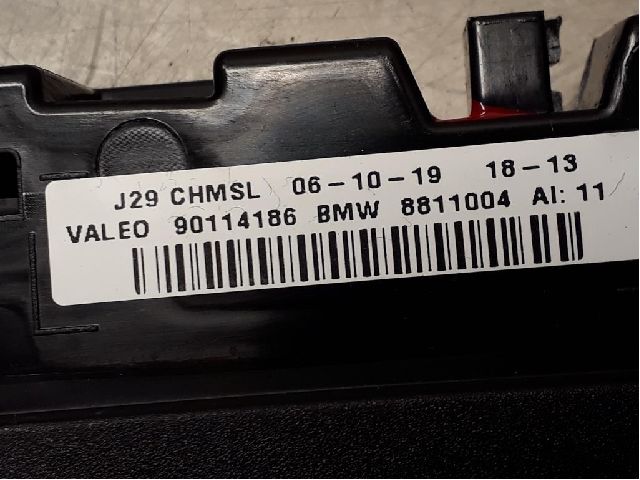 J29 CHMSL 06-10-19 18-13
VALEO 90114186 BMW 8811004 AI: 11